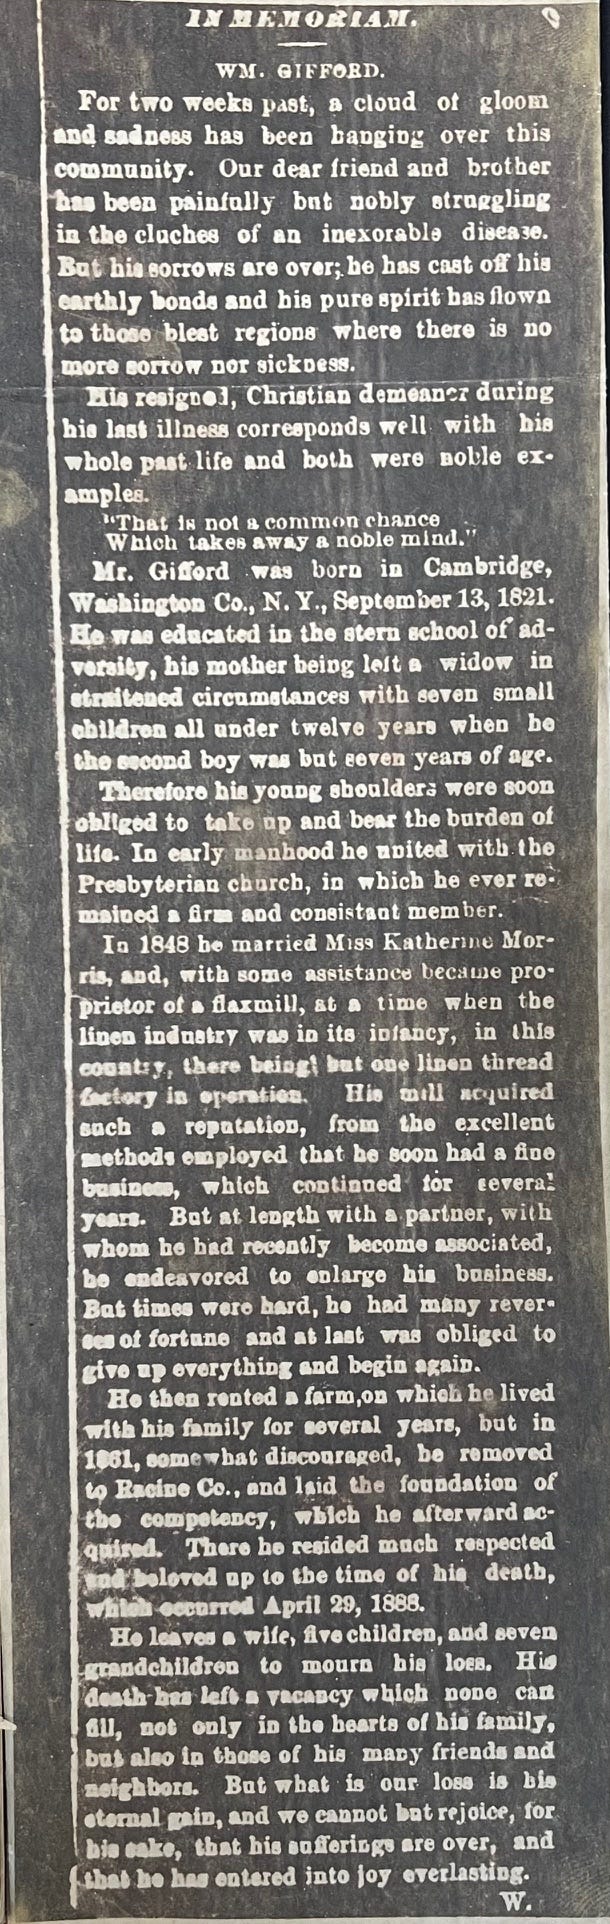 IN MEMORIAM.
WM. GIFFORD.
For two weeks past, a cloud of gloom
and sadness has been hanging over this
community. Our dear friend and brother
has been painfully but nobly struggling
in the cluches of an inexorable disease.
But his sorrows are over; he has cast off his
earthly bonds and his pure spirit has flown
to those blest regions where there is no
more sorrow nor sickness.
His resigned, Christian demeanor during
his last illness corresponds well with his
whole past life and both were noble ex-
amples.
"That is not a common chance
Which takes away a noble mind."
Mr. Gifford was born in Cambridge,
Washington Co., N. Y., September 13, 1821.
He was educated in the stern school of ad-
versity, his mother being left a widow in
straitened circumstances with seven small
children all under twelve years when he
the second boy was but seven years of age.
Therefore his young shoulders were soon
obliged to take up and bear the burden of
life. In early manhood he united with the
Presbyterian church, in which he ever re-
mained a firm and consistant member.
In 1848 he married Miss Katherine Mor-
ris, and, with some assistance became pro-
prietor of a flaxmill, at a time when the
linen industry was in its infancy, in this
country, there being but one linen thread
factory in operation. His mill acquired
such a reputation, from the excellent
methods employed that he soon had a fine
business, which continued for several
years. But at length with a partner, with
whom he had recently become associated,
he endeavored to enlarge his business.
But times were hard, he had many rever-
ses of fortune and at last was obliged to
give up everything and begin again.
He then rented a farm, on which he lived
with his family for several years, but in
1861, somewhat discouraged, he removed
to Racine Co., and laid the foundation of
the competency, which he afterward ac-
quired. There he resided much respected
and beloved up to the time of his death,
which occurred April 29, 1888.
He leaves a wife, five children, and seven
grandchildren to mourn his loss. His
death has left a vacancy which none can
fill, not only in the hearts of his family,
but also in those of his many friends and
neighbors. But what is our loss is his
eternal gain, and we cannot but rejoice, for
his sake, that his sufferings are over, and
that he has entered into joy everlasting.
W.